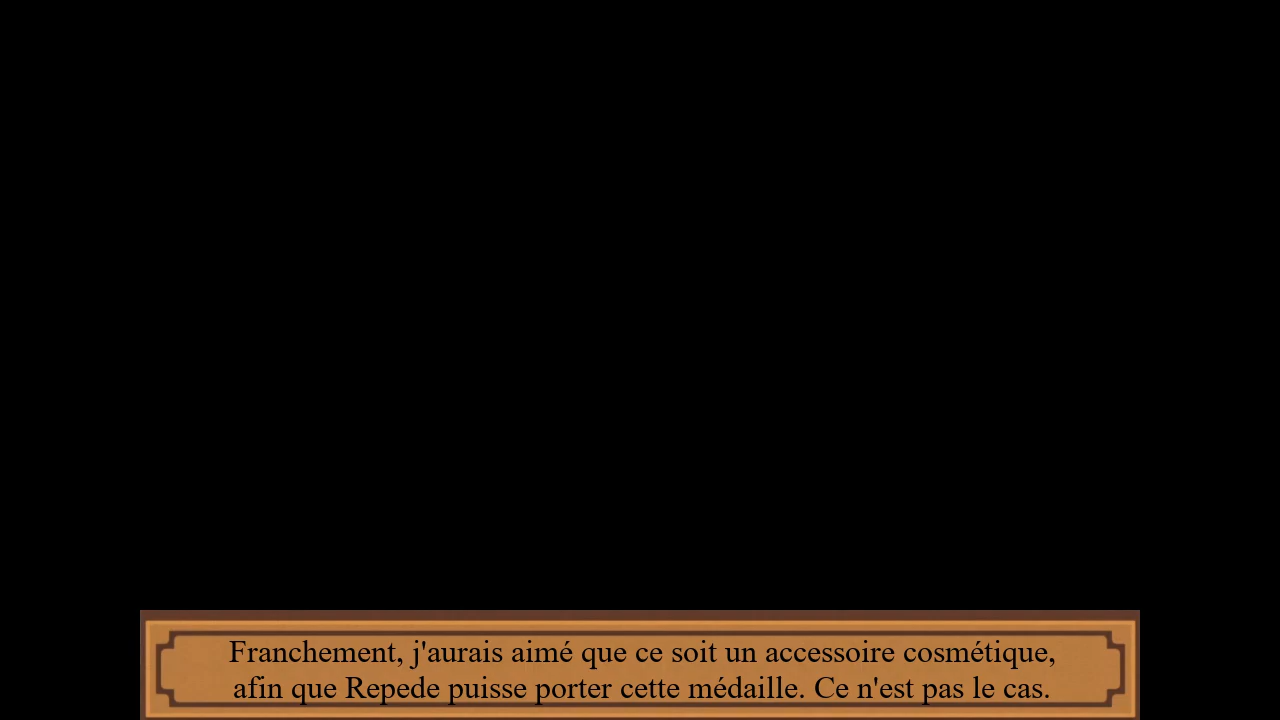 Franchement, j'aurais aimé que ce soit un accessoire cosmétique,
afin que Repede puisse porter cette médaille. Ce n'est pas le cas.